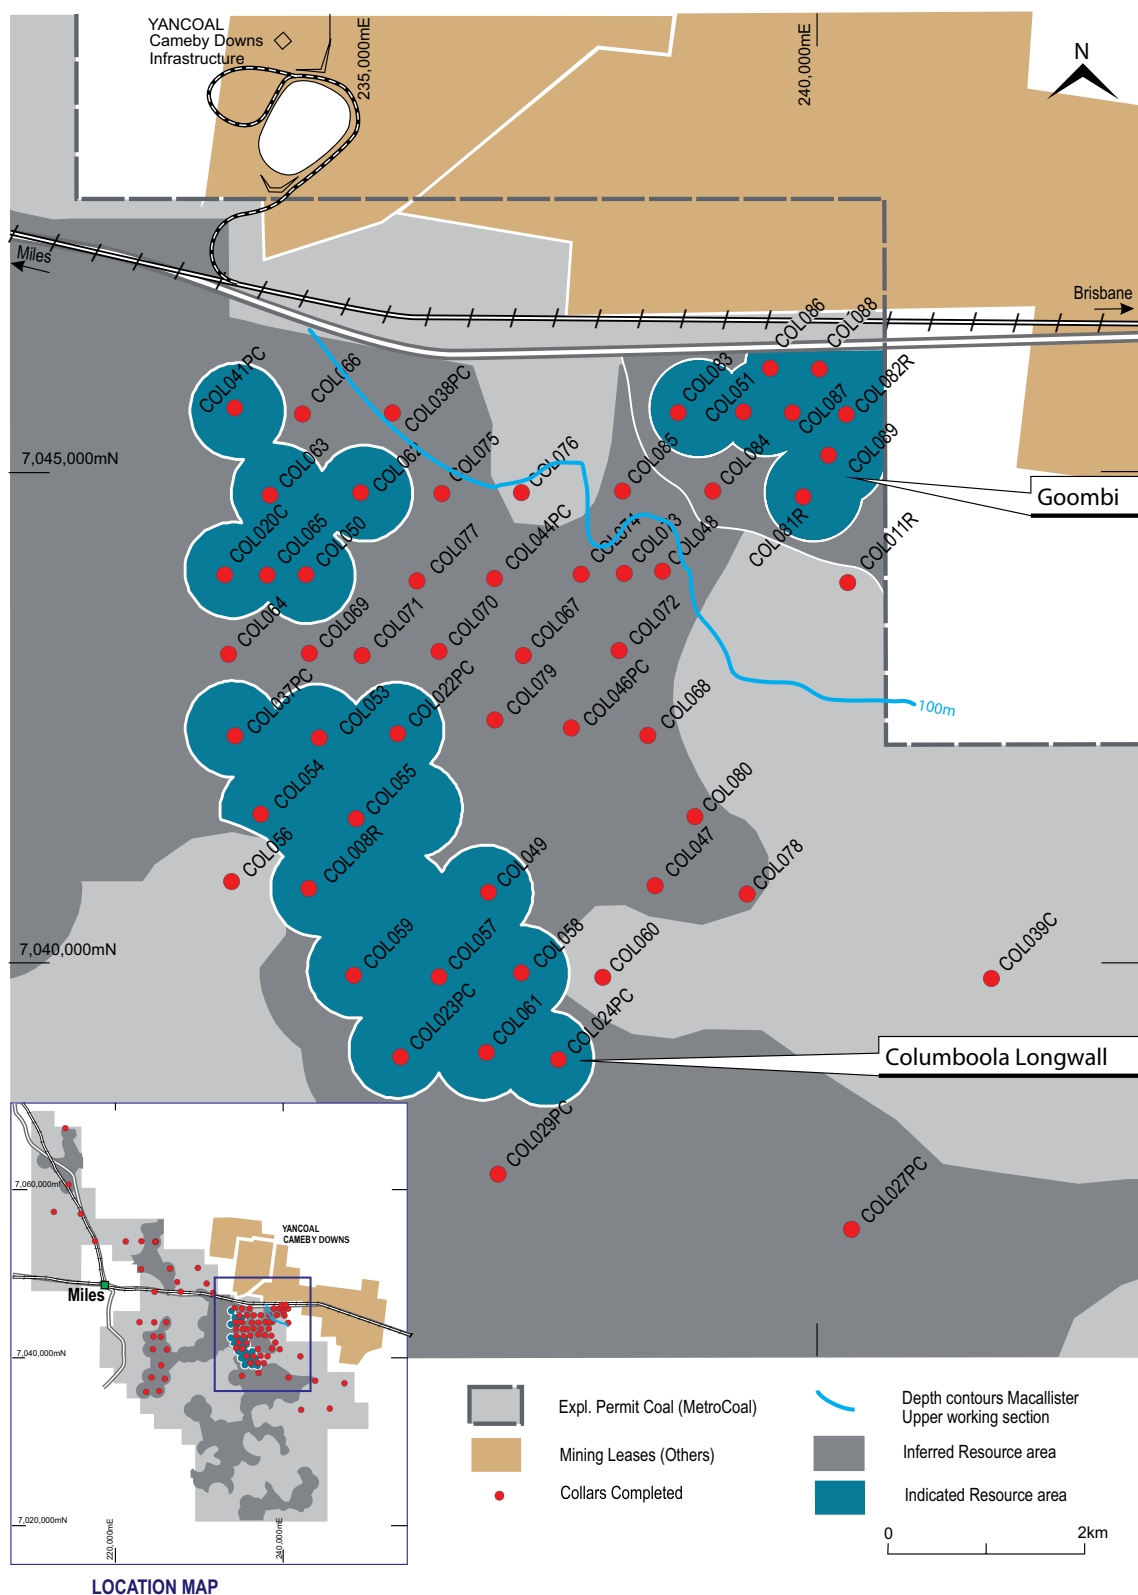 YANCOAL
Cameby Downs
Infrastructure
235,000mE
240,000mE
N
Miles
Brisbane
COL086
COL088
COL041PC
COL066
COL038PC
COL083
COL051
COL087
COL082R
COL063
COL062
COL075
COL076
COL085
COL084
COL089
7,045,000mN
Goombi
COL020C
COL065
COL050
COL077
COL044PC
COL074
COL073
COL048
COL081R
COL011R
COL064
COL069
COL071
COL070
COL067
COL072
COL037PC
COL053
COL022PC
COL079
COL046PC
COL068
100m
COL054
COL055
COL080
COL056
COL008R
COL049
COL047
COL078
7,040,000mN
COL059
COL057
COL058
COL060
COL039C
COL023PC
COL061
COL024PC
Columboola Longwall
COL029PC
COL027PC
7,060,000mN
YANCOAL
CAMEBY DOWNS
Miles
7,040,000mN
7,020,000mN
220,000mE
240,000mE
LOCATION MAP
Expl. Permit Coal (MetroCoal)
Mining Leases (Others)
Collars Completed
Depth contours Macallister
Upper working section
Inferred Resource area
Indicated Resource area
0
2km